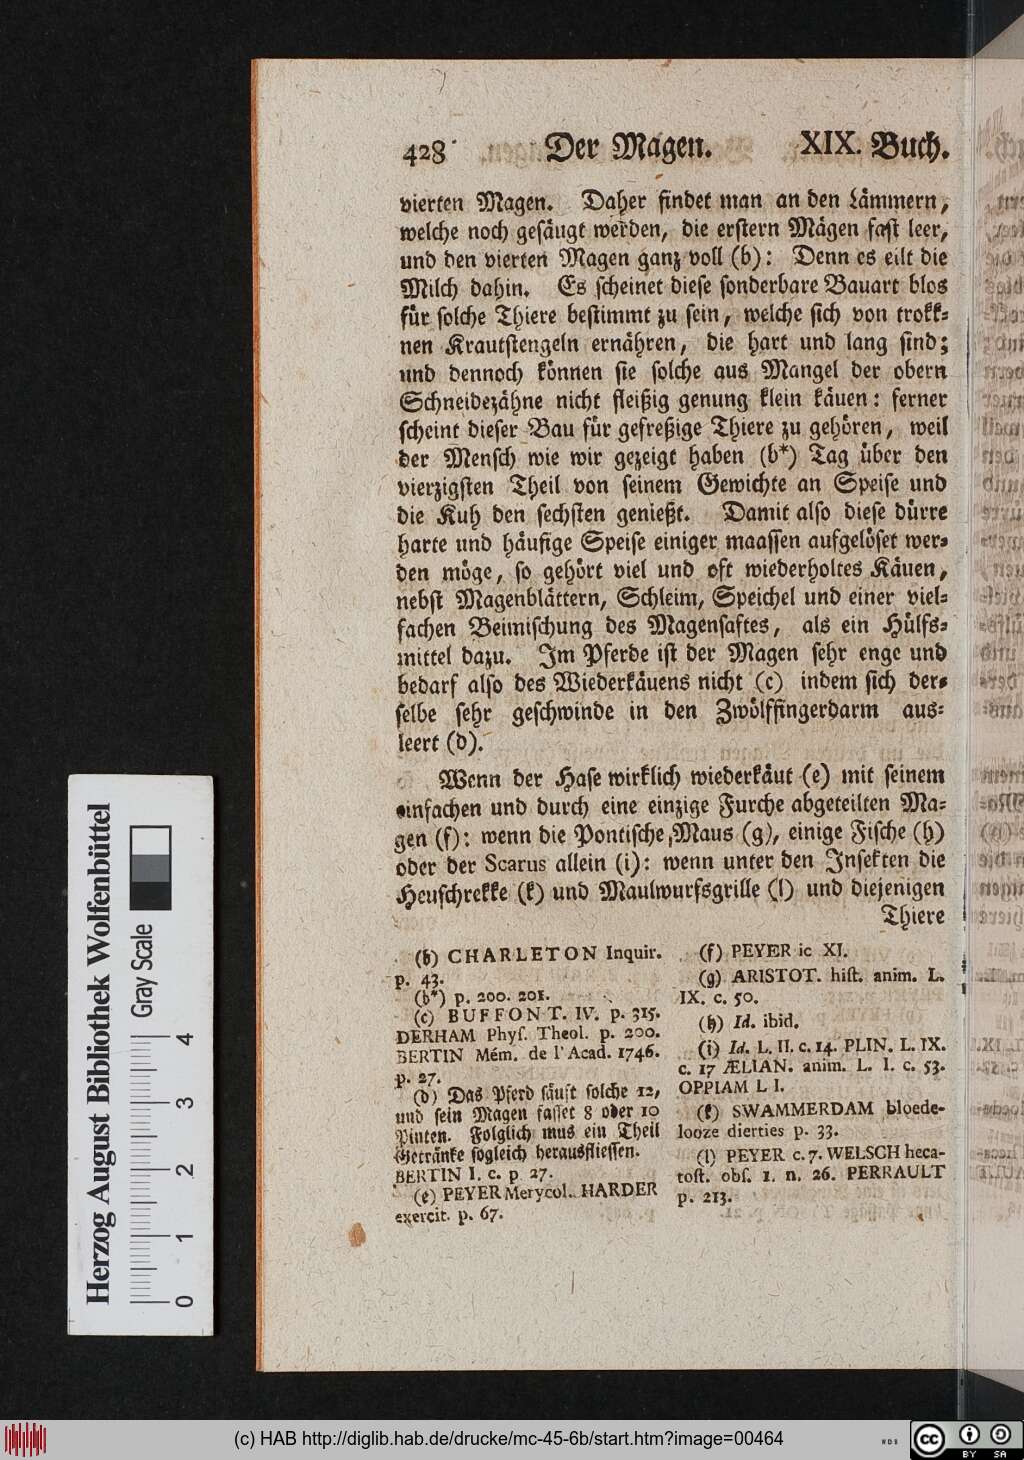 428 Der Magen. XIX. Buch.
vierten Magen. Daher findet man an den Lämmern,
welche noch gesäugt werden, die erstern Mägen fast leer,
und den vierten Magen ganz voll (b): Denn es eilt die
Milch dahin. Es scheinet diese sonderbare Bauart blos
für solche Thiere bestimmt zu sein, welche sich von trokk-
nen Krautstengeln ernähren, die hart und lang sind;
und dennoch können sie solche aus Mangel der obern
Schneidezähne nicht fleißig genung klein käuen: ferner
scheint dieser Bau für gefreßige Thiere zu gehören, weil
der Mensch wie wir gezeigt haben (b*) Tag über den
vierzigsten Theil von seinem Gewichte an Speise und
die Kuh den sechsten genießt. Damit also diese dürre
harte und häufige Speise einiger maassen aufgelöset wer-
den möge, so gehört viel und oft wiederholtes Käuen,
nebst Magenblättern, Schleim, Speichel und einer viel-
fachen Beimischung des Magensaftes, als ein Hülfs-
mittel dazu. Im Pferde ist der Magen sehr enge und
bedarf also des Wiederkäuens nicht (c) indem sich der-
selbe sehr geschwinde in den Zwölffingerdarm aus-
leert (d).
Wenn der Hase wirklich wiederkäut (e) mit seinem
einfachen und durch eine einzige Furche abgeteilten Ma-
gen (f): wenn die Pontische Maus (g), einige Fische (h)
oder der Scarus allein (i): wenn unter den Insekten die
Heuschrekke (k) und Maulwurfsgrille (l) und diejenigen
Thiere
(b) CHARLETON Inquir.
p. 43.
(b*) p. 200. 201.
(c) BUFFON T. IV. p. 315.
DERHAM Phys. Theol. p. 200.
BERTIN Mém. de l'Acad. 1746.
p. 27.
(d) Das Pferd säuft solche 12,
und sein Magen fasset 8 oder 10
Pinten. Folglich mus ein Theil
Getränke sogleich herausfliessen.
BERTIN l. c. p. 27.
(e) PEYER Merycol. HARDER
exercit. p. 67.
(f) PEYER ic XI.
(g) ARISTOT. hist. anim. L.
IX. c. 50.
(h) Id. ibid.
(i) Id. L. II. c. 14. PLIN. L. IX.
c. 17 ÆLIAN. anim. L. I. c. 53.
OPPIAM L I.
(k) SWAMMERDAM bloede-
looze dierties p. 33.
(l) PEYER c. 7. WELSCH heca-
tost. obs. 1. n. 26. PERRAULT
p. 213.
Herzog August Bibliothek Wolfenbüttel
Gray Scale
0 1 2 3 4
(c) HAB http://diglib.hab.de/drucke/mc-45-6b/start.htm?image=00464
cc BY SA